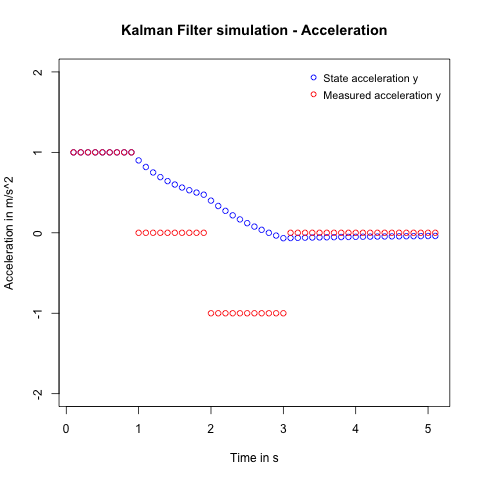 Kalman Filter simulation - Acceleration
State acceleration y
Measured acceleration y
Acceleration in m/s^2
2
1
0
-1
-2
0 1 2 3 4 5
Time in s